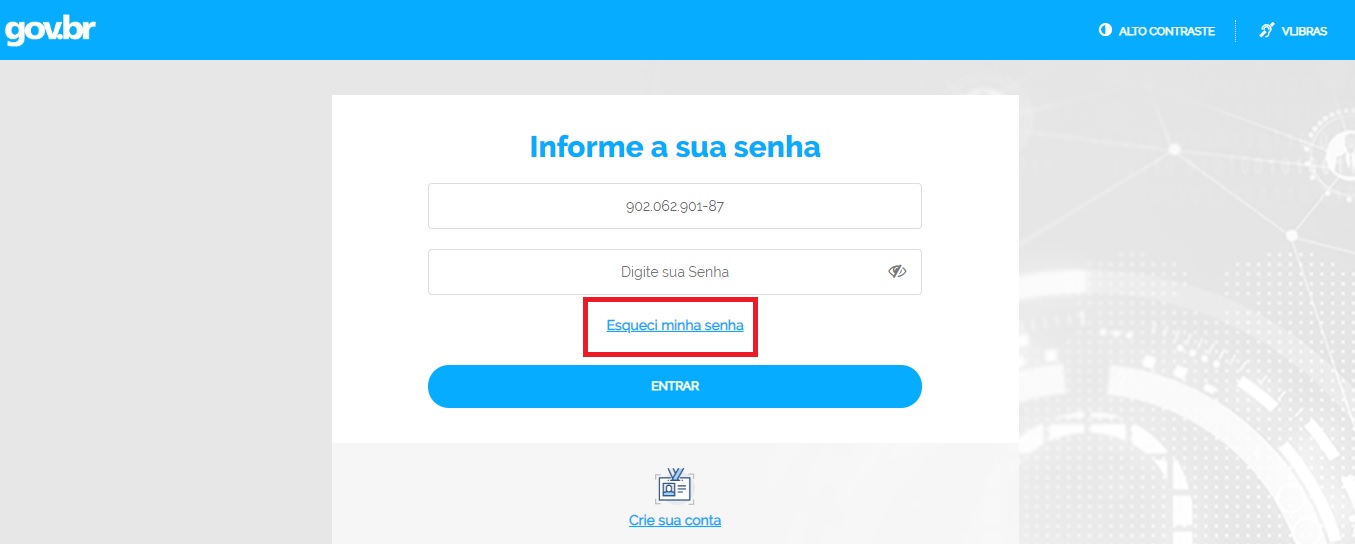 gov.br
ALTO CONTRASTE
VLIBRAS
Informe a sua senha
902.062.901-87
Digite sua Senha
Esqueci minha senha
ENTRAR
Crie sua conta